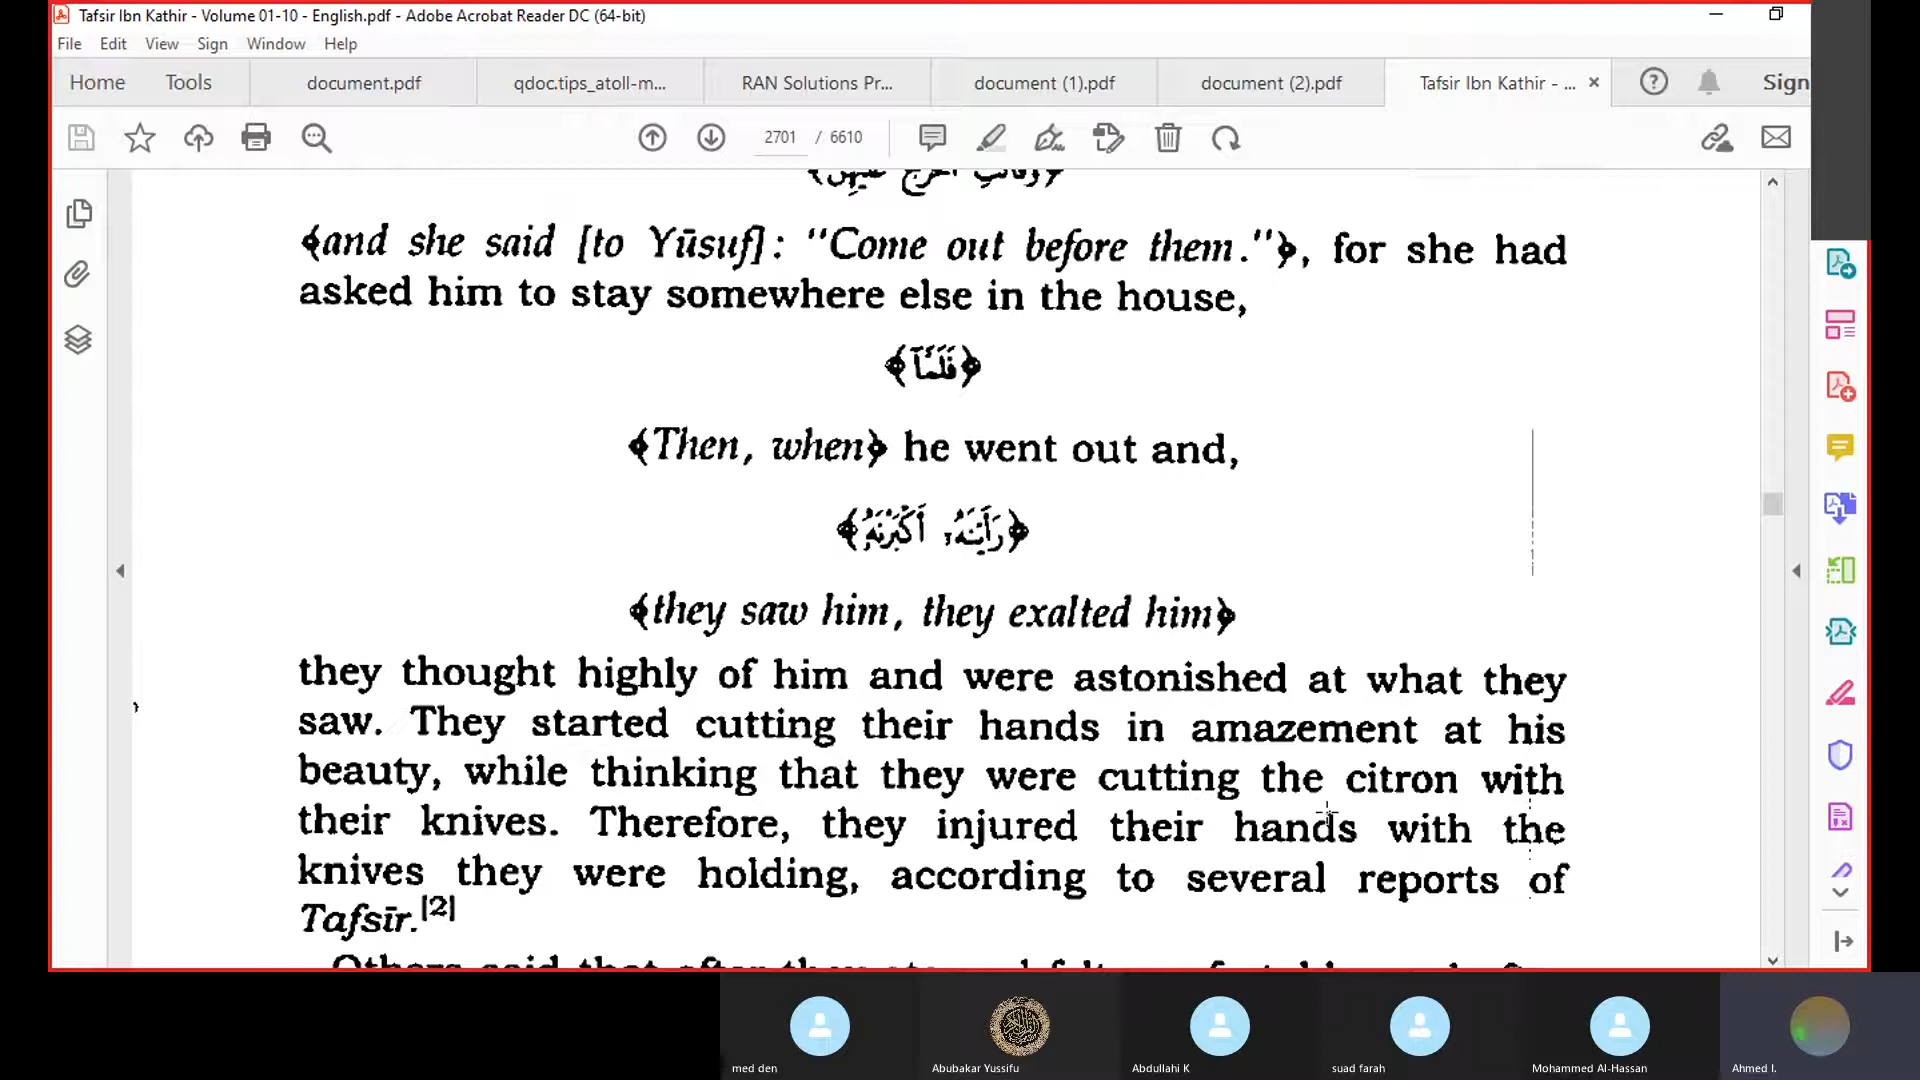 Tafsir Ibn Kathir - Volume 01-10 - English.pdf - Adobe Acrobat Reader DC (64-bit)
File Edit View Sign Window Help
Home Tools document.pdf qdoc.tips_atoll-m... RAN Solutions Pr... document (1).pdf document (2).pdf Tafsir Ibn Kathir - ... × ? Sign
2701 / 6610
﴾and she said [to Yūsuf]: "Come out before them."﴿, for she had
asked him to stay somewhere else in the house,
﴿فَلَمَّا﴾
﴾Then, when﴿ he went out and,
﴿رَأَيْنَهُۥٓ أَكْبَرْنَهُۥ﴾
﴾they saw him, they exalted him﴿
they thought highly of him and were astonished at what they
saw. They started cutting their hands in amazement at his
beauty, while thinking that they were cutting the citron with
their knives. Therefore, they injured their hands with the
knives they were holding, according to several reports of
Tafsīr.[2]
Others said that after they
med den Abubakar Yussifu Abdullahi K suad farah Mohammed Al-Hassan Ahmed I.